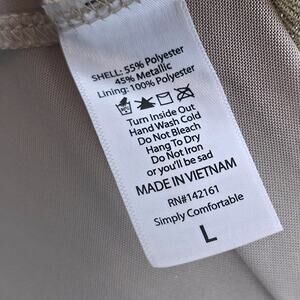 SHELL: 55% Polyester
45% Metallic
Lining: 100% Polyester
Turn Inside Out
Hand Wash Cold
Do Not Bleach
Hang To Dry
Do Not Iron
or you'll be sad
MADE IN VIETNAM
RN#142161
Simply Comfortable
L